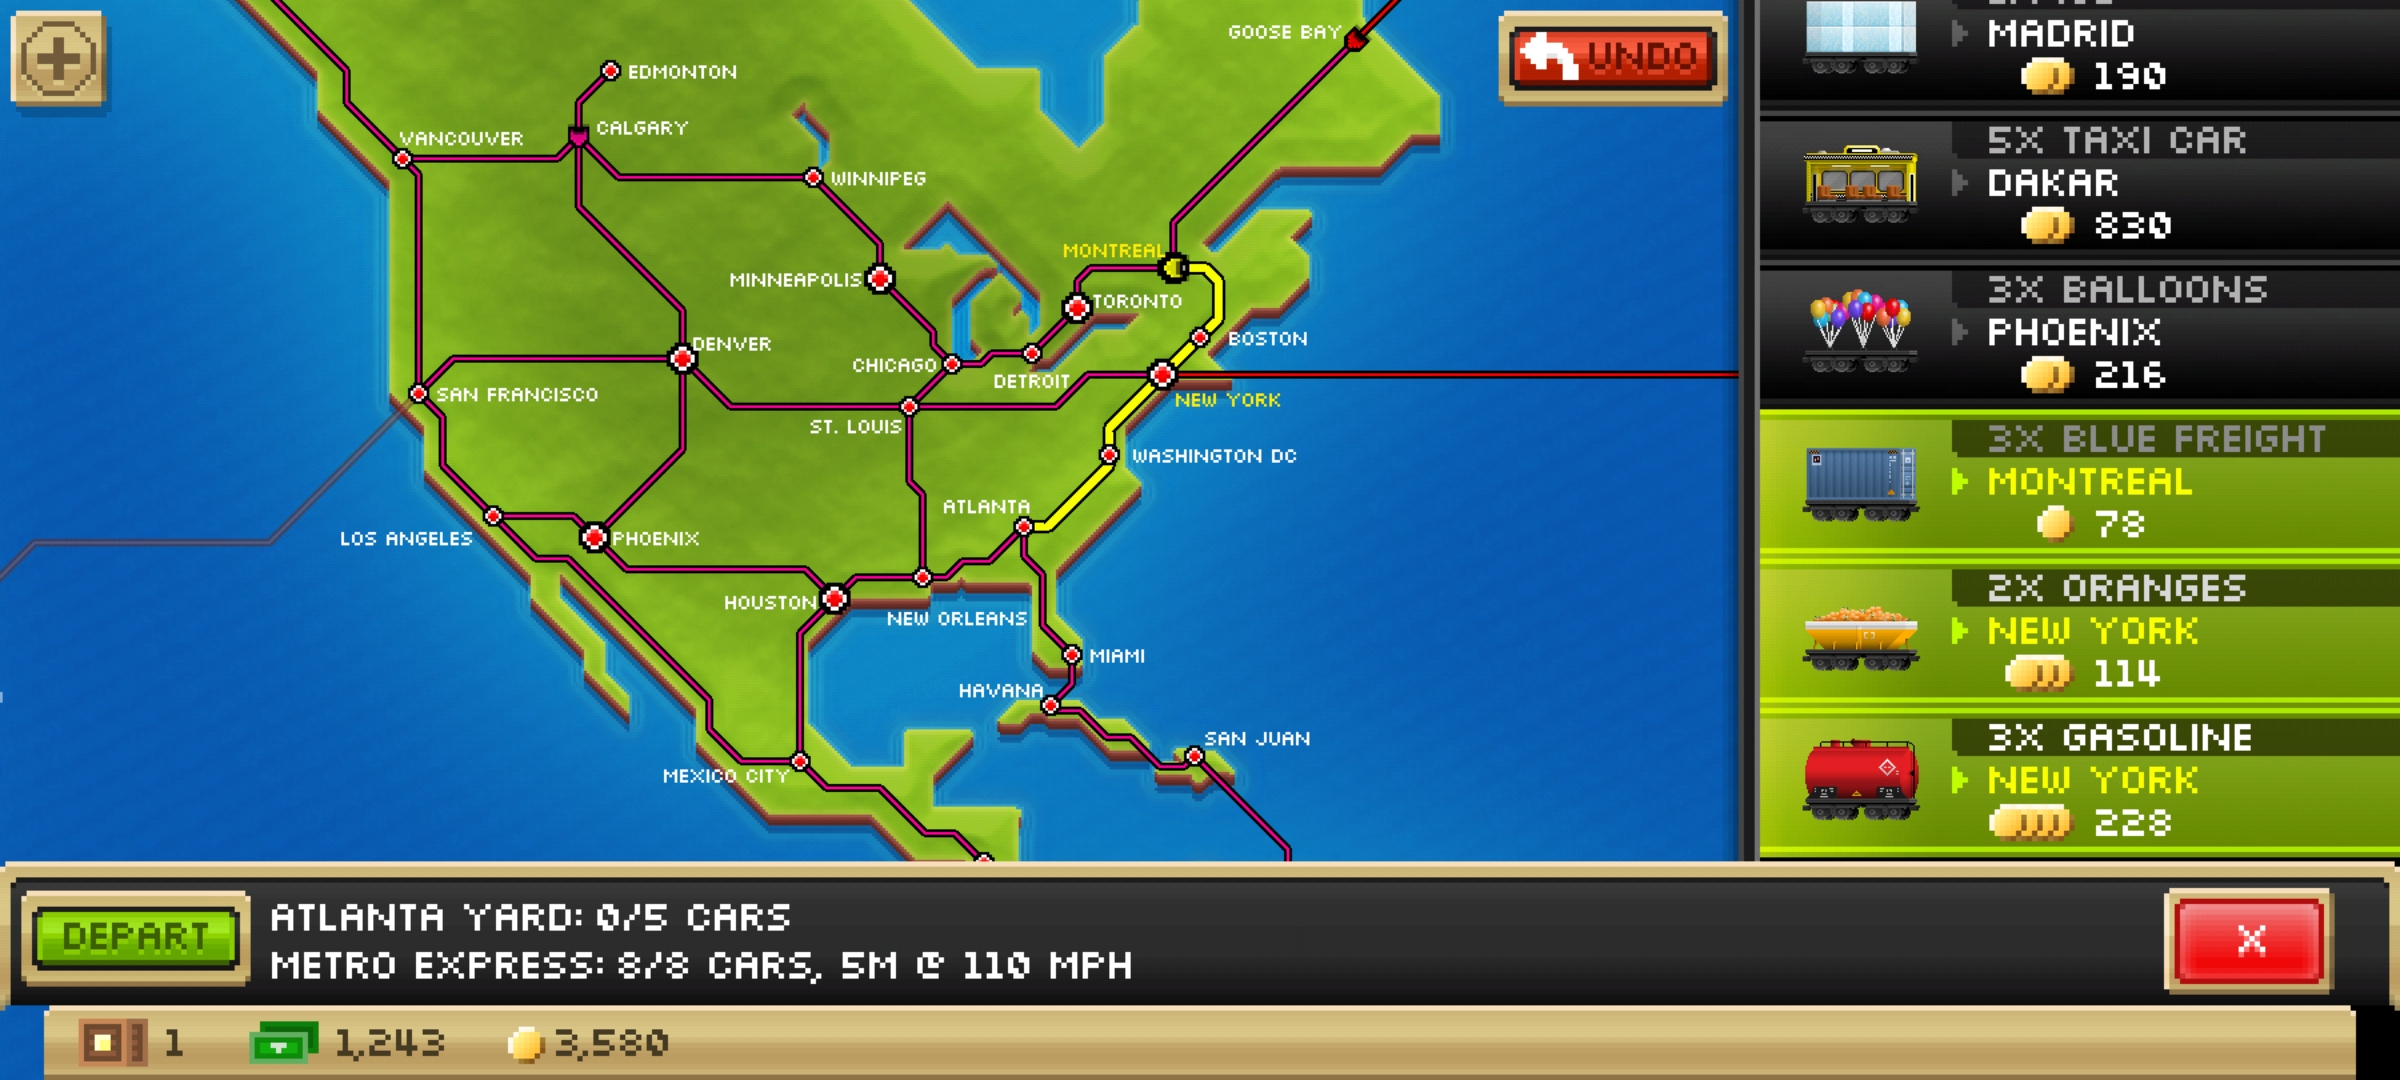 GOOSE BAY
UNDO
EDMONTON
CALGARY
VANCOUVER
WINNIPEG
MONTREAL
MINNEAPOLIS
TORONTO
DENVER
BOSTON
CHICAGO
DETROIT
SAN FRANCISCO
NEW YORK
ST. LOUIS
WASHINGTON DC
ATLANTA
LOS ANGELES
PHOENIX
HOUSTON
NEW ORLEANS
MIAMI
HAVANA
SAN JUAN
MEXICO CITY
MADRID
190
5X TAXI CAR
DAKAR
830
3X BALLOONS
PHOENIX
216
3X BLUE FREIGHT
MONTREAL
78
2X ORANGES
NEW YORK
114
3X GASOLINE
NEW YORK
228
DEPART
ATLANTA YARD: 0/5 CARS
METRO EXPRESS: 8/8 CARS, 5M @ 110 MPH
X
1
1,243
3,580